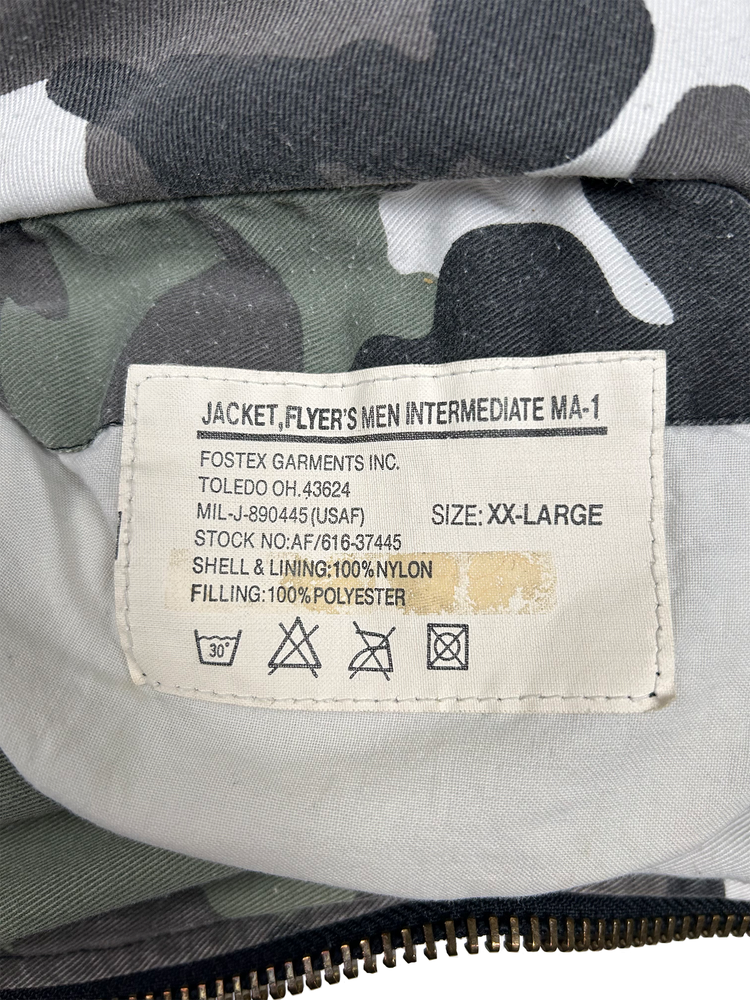 JACKET,FLYER'S MEN INTERMEDIATE MA-1
FOSTEX GARMENTS INC.
TOLEDO OH.43624
MIL-J-890445(USAF)
SIZE: XX-LARGE
STOCK NO:AF/616-37445
SHELL & LINING:100%NYLON
FILLING:100%POLYESTER
30°